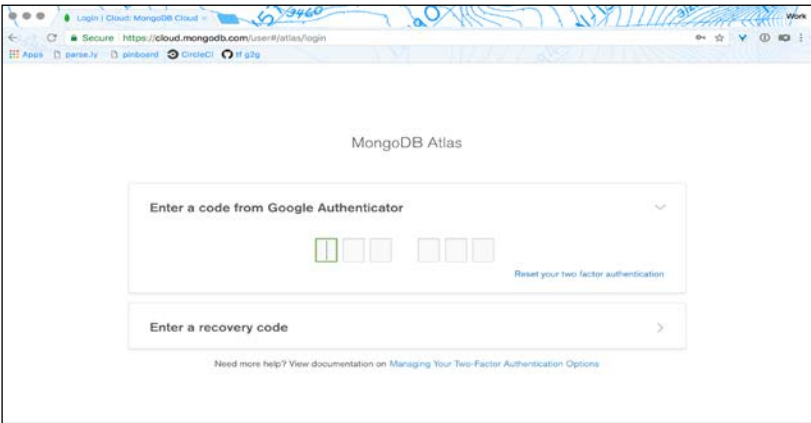 Login | Cloud: MongoDB Cloud
Work
Secure https://cloud.mongodb.com/user#/atlas/login
Apps parse.ly pinboard CircleCI tf g2g
MongoDB Atlas
Enter a code from Google Authenticator
Reset your two factor authentication
Enter a recovery code
Need more help? View documentation on Managing Your Two-Factor Authentication Options